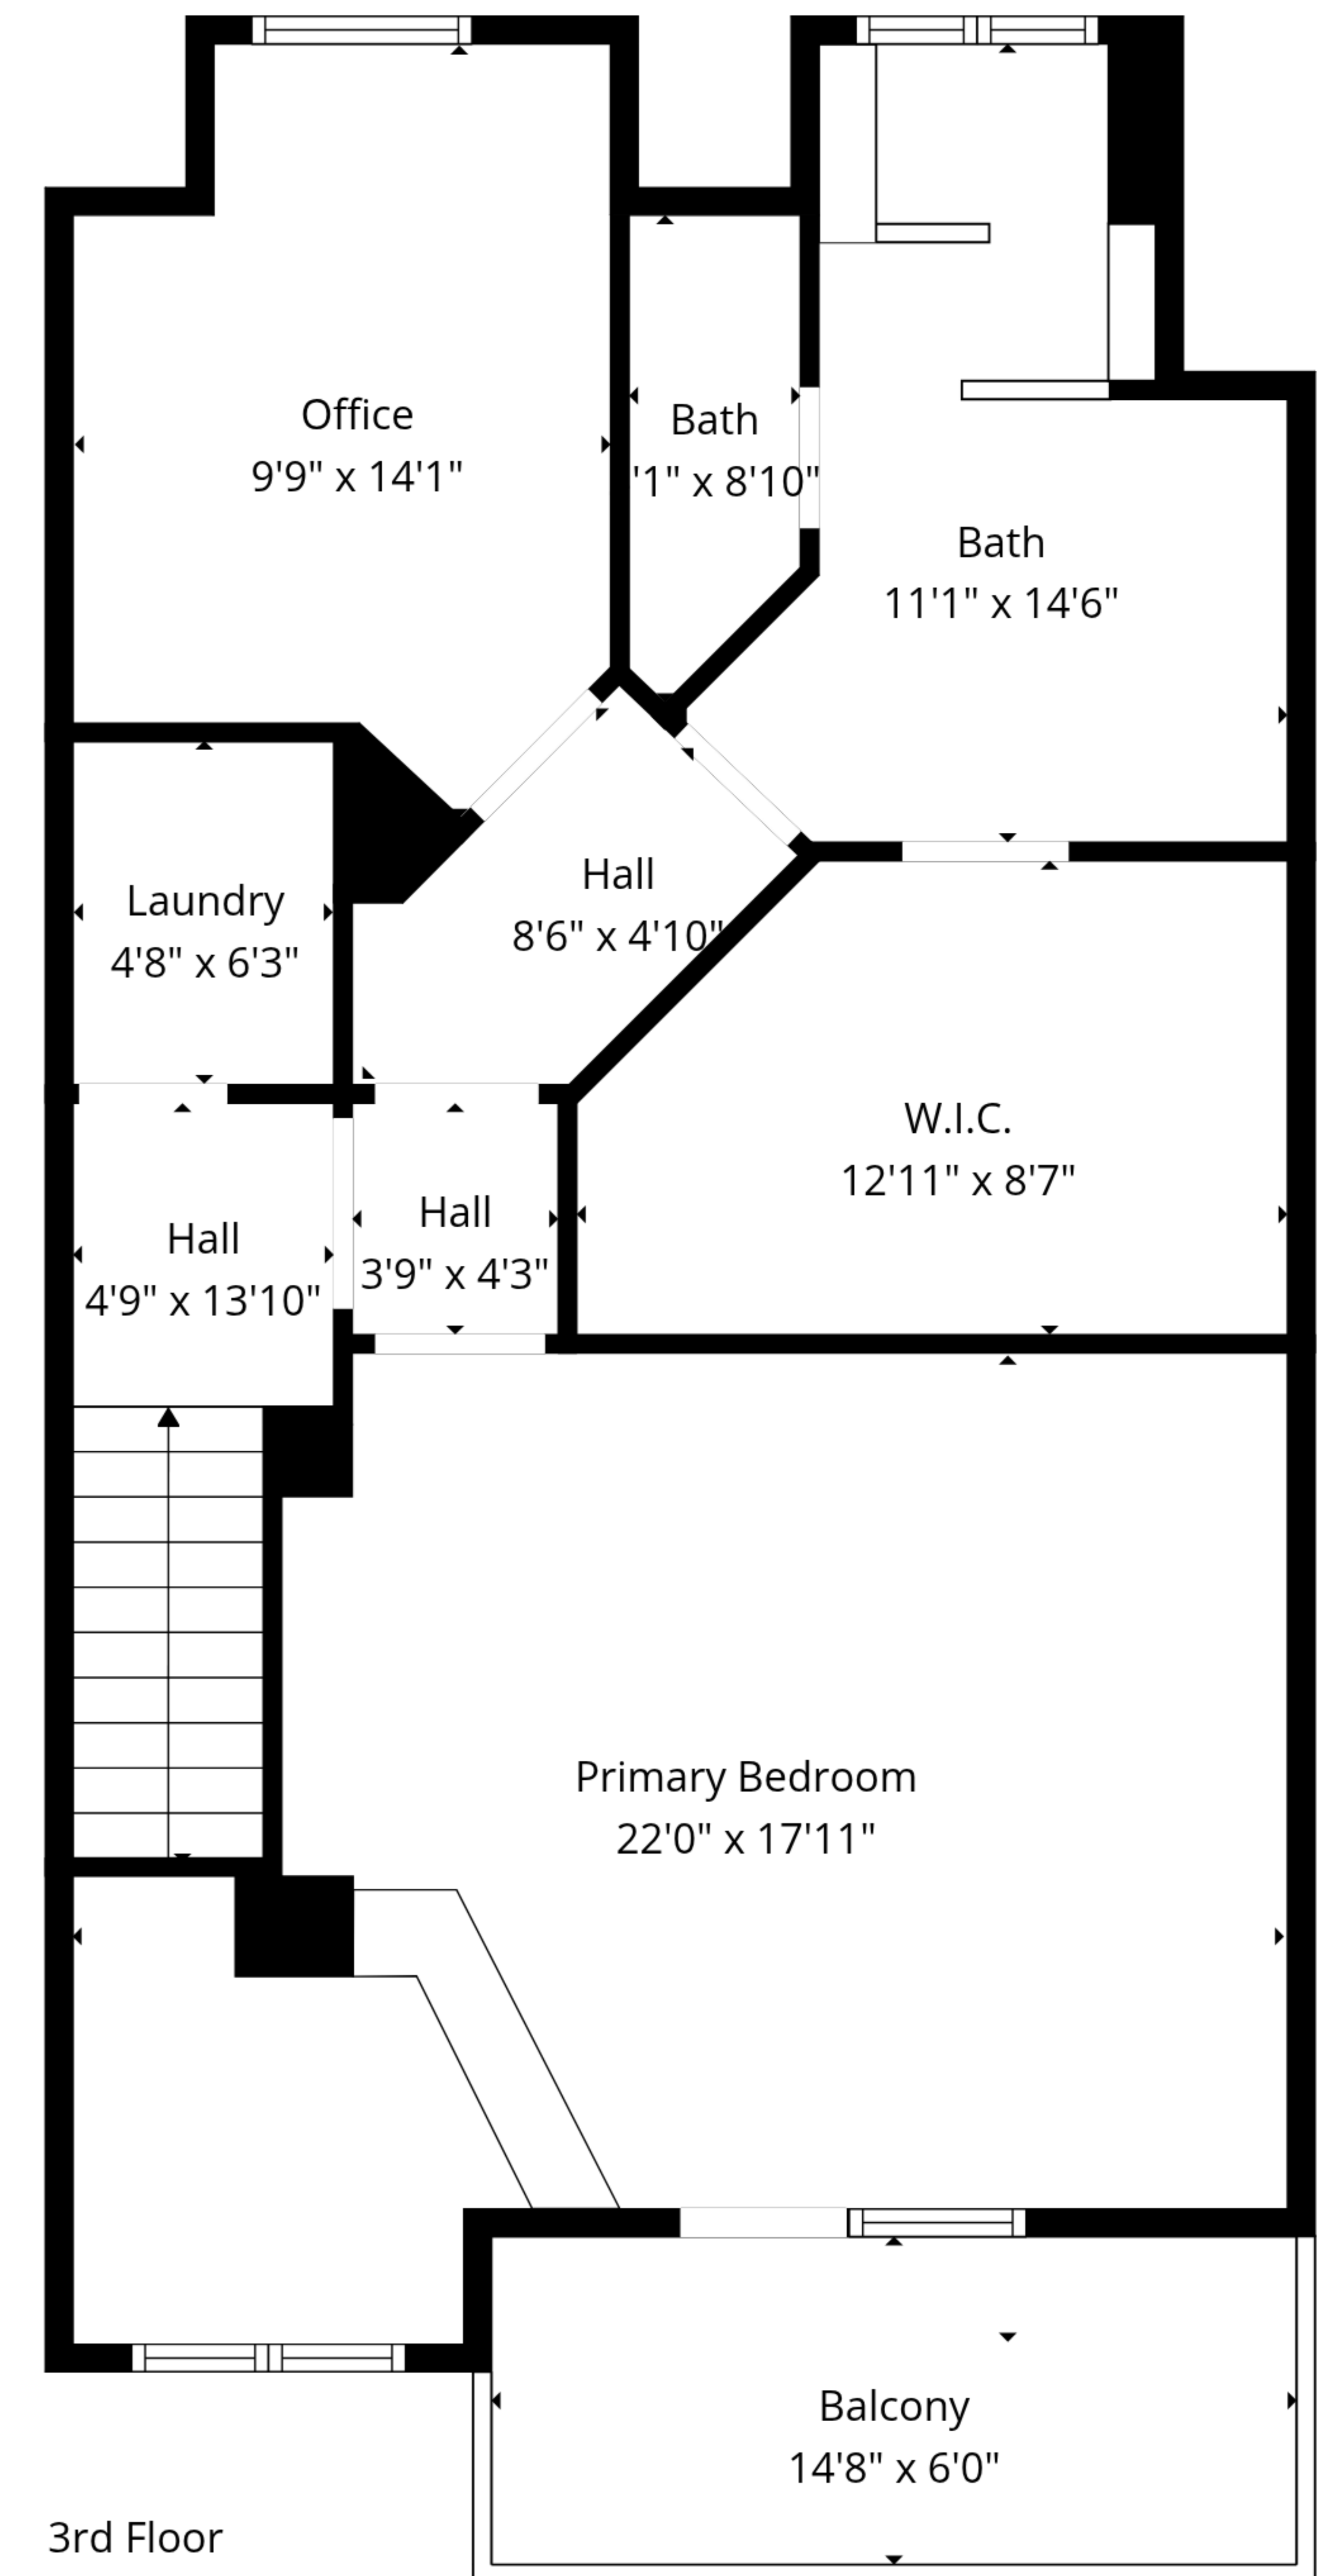 Office
9'9" x 14'1"
Bath
'1" x 8'10"
Bath
11'1" x 14'6"
Hall
8'6" x 4'10"
Laundry
4'8" x 6'3"
W.I.C.
12'11" x 8'7"
Hall
3'9" x 4'3"
Hall
4'9" x 13'10"
Primary Bedroom
22'0" x 17'11"
Balcony
14'8" x 6'0"
3rd Floor